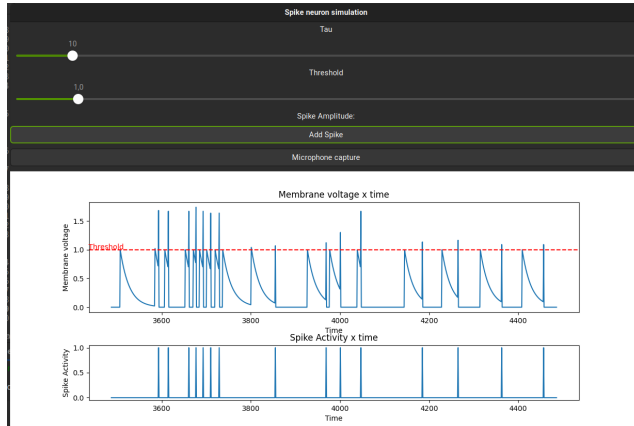 Spike neuron simulation
Tau
10
Threshold
1,0
Spike Amplitude:
Add Spike
Microphone capture
Membrane voltage x time
Membrane voltage
1.5
1.0
0.5
0.0
Threshold
3600 3800 4000 4200 4400
Time
Spike Activity x time
Spike Activity
1.0
0.5
0.0
3600 3800 4000 4200 4400
Time